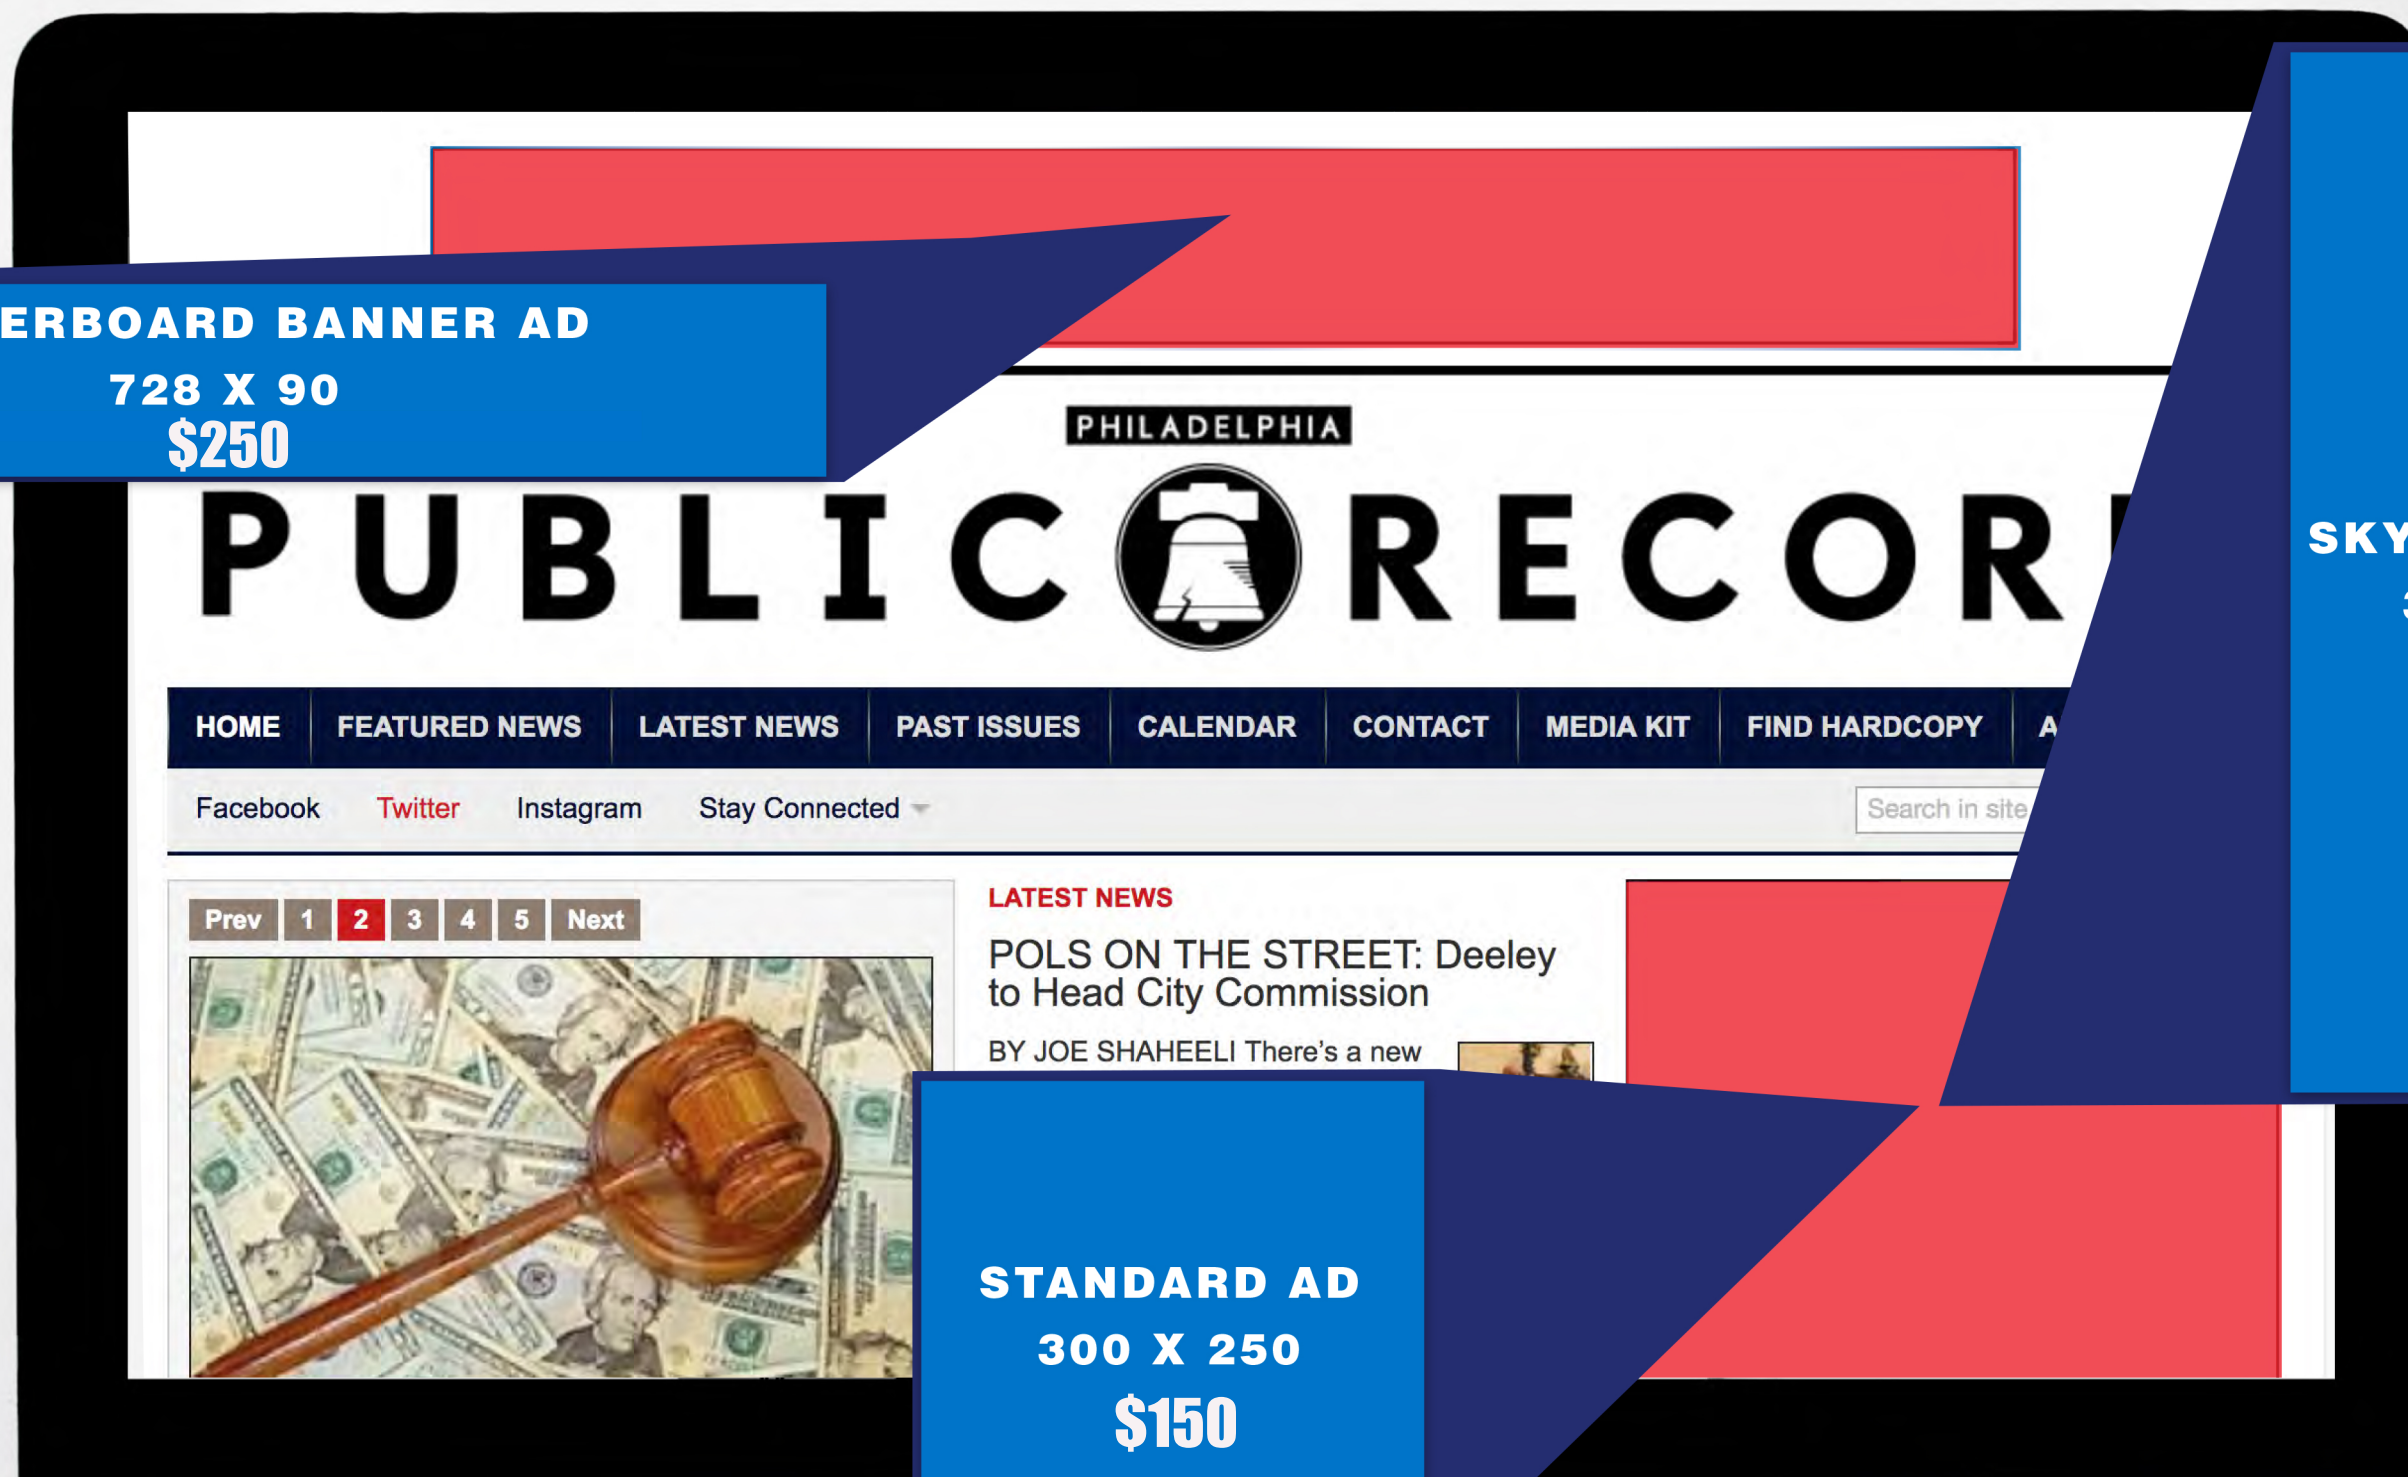 ERBOARD BANNER AD
728 X 90
$250
PHILADELPHIA
PUBLIC RECOR
SKY
HOME FEATURED NEWS LATEST NEWS PAST ISSUES CALENDAR CONTACT MEDIA KIT FIND HARDCOPY A
Facebook Twitter Instagram Stay Connected Search in site
Prev 1 2 3 4 5 Next
LATEST NEWS
POLS ON THE STREET: Deeley
to Head City Commission
BY JOE SHAHEELI There’s a new
STANDARD AD
300 X 250
$150